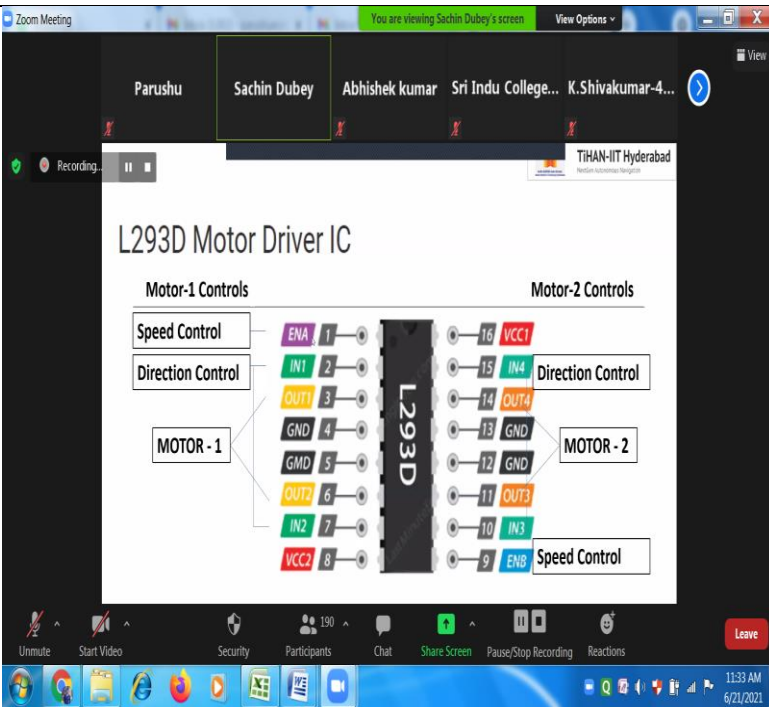 Zoom Meeting
You are viewing Sachin Dubey's screen
View Options
View
Parushu
Sachin Dubey
Abhishek kumar
Sri Indu College...
K.Shivakumar-4...
Recording...
TiHAN-IIT Hyderabad
L293D Motor Driver IC
Motor-1 Controls
Motor-2 Controls
Speed Control
ENA 1
16 VCC1
Direction Control
IN1 2
15 IN4
Direction Control
OUT1 3
14 OUT4
MOTOR - 1
GND 4
13 GND
MOTOR - 2
GMD 5
12 GND
OUT2 6
11 OUT3
IN2 7
10 IN3
VCC2 8
9 ENB
Speed Control
L293D
190
Unmute
Start Video
Security
Participants
Chat
Share Screen
Pause/Stop Recording
Reactions
Leave
11:33 AM
6/21/2021